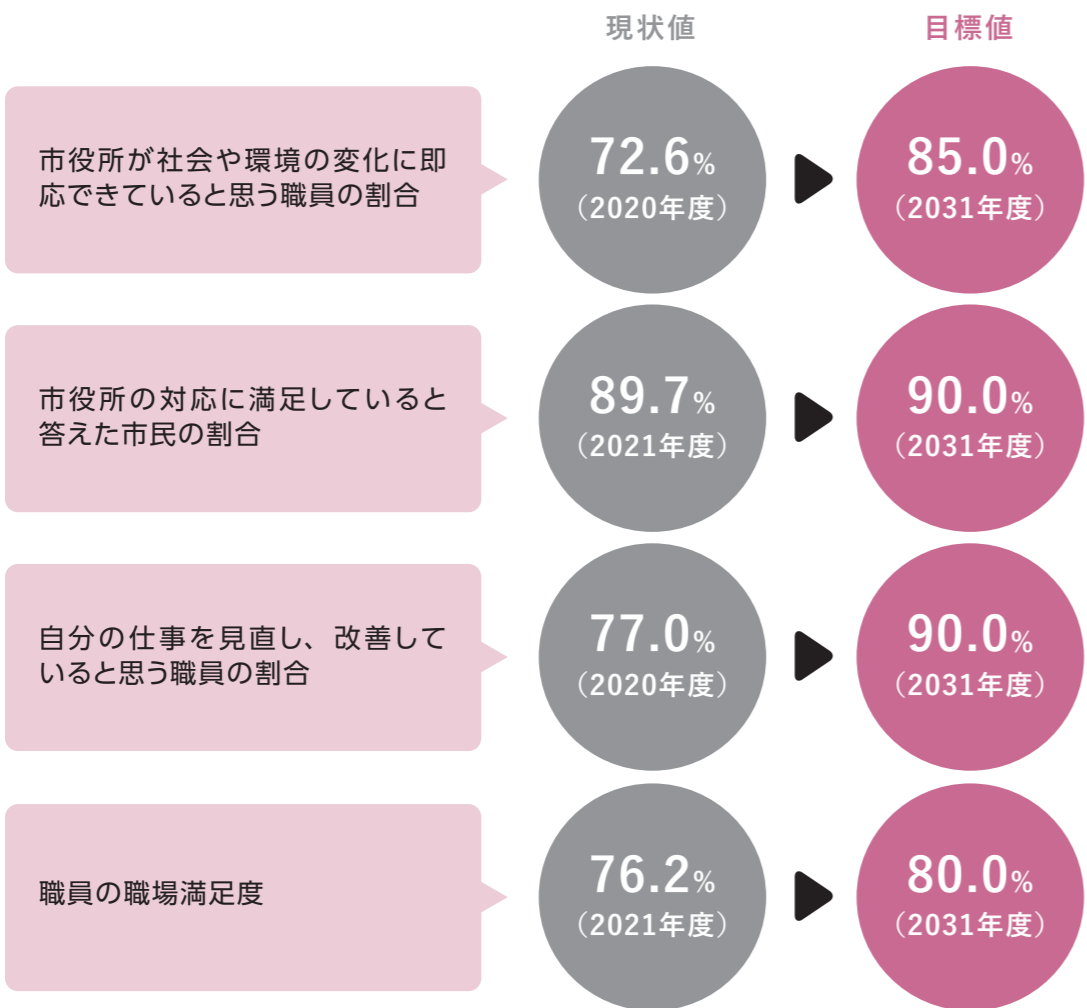 現状値
目標値
市役所が社会や環境の変化に即
応できていると思う職員の割合
72.6%
（2020年度）
85.0%
（2031年度）
市役所の対応に満足していると
答えた市民の割合
89.7%
（2021年度）
90.0%
（2031年度）
自分の仕事を見直し、改善して
いると思う職員の割合
77.0%
（2020年度）
90.0%
（2031年度）
職員の職場満足度
76.2%
（2021年度）
80.0%
（2031年度）